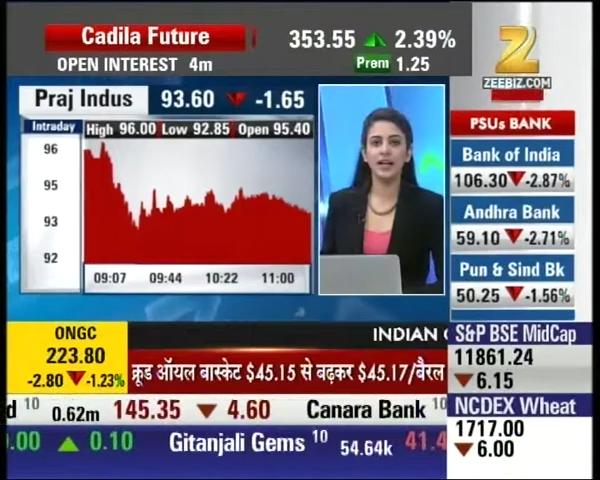 Cadila Future
353.55 2.39%
OPEN INTEREST 4m
Prem 1.25
Z
ZEEBIZ.COM
Praj Indus 93.60 -1.65
Intraday High 96.00 Low 92.85 Open 95.40
96
95
93
92
09:07 09:44 10:22 11:00
PSUs BANK
Bank of India
106.30 -2.87%
Andhra Bank
59.10 -2.71%
Pun & Sind Bk
50.25 -1.56%
ONGC
223.80
-2.80 -1.23%
INDIAN
क्रूड ऑयल बास्केट $45.15 से बढ़कर $45.17/बैरल
S&P BSE MidCap
11861.24
6.15
NCDEX Wheat
1717.00
6.00
d 10 0.62m 145.35 4.60 Canara Bank 10
.00 0.10 Gitanjali Gems 10 54.64k 41.4